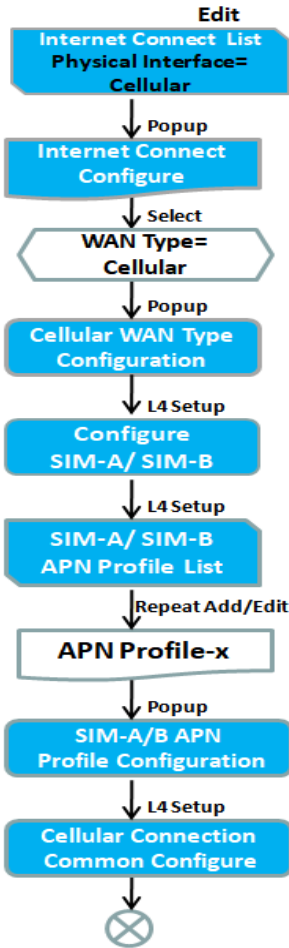 Edit
Internet Connect List
Physical Interface=
Cellular
Popup
Internet Connect
Configure
Select
WAN Type=
Cellular
Popup
Cellular WAN Type
Configuration
L4 Setup
Configure
SIM-A/ SIM-B
L4 Setup
SIM-A/ SIM-B
APN Profile List
Repeat Add/Edit
APN Profile-x
Popup
SIM-A/B APN
Profile Configuration
L4 Setup
Cellular Connection
Common Configure